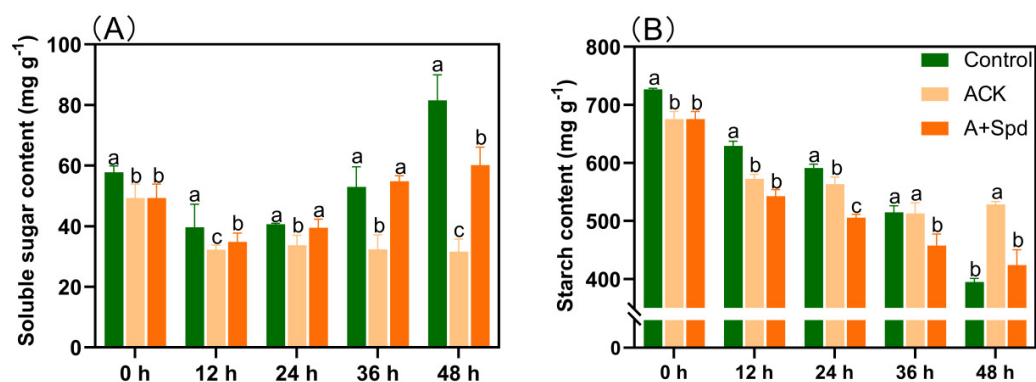 (A)
Soluble sugar content (mg g⁻¹)
100
80
60
40
20
0
a b b
a c b
a b a
a b a
a c b
0 h 12 h 24 h 36 h 48 h
(B)
Starch content (mg g⁻¹)
800
700
600
500
400
0
a b b
a b b
a b c
a a b
b a b
Control
ACK
A+Spd
0 h 12 h 24 h 36 h 48 h